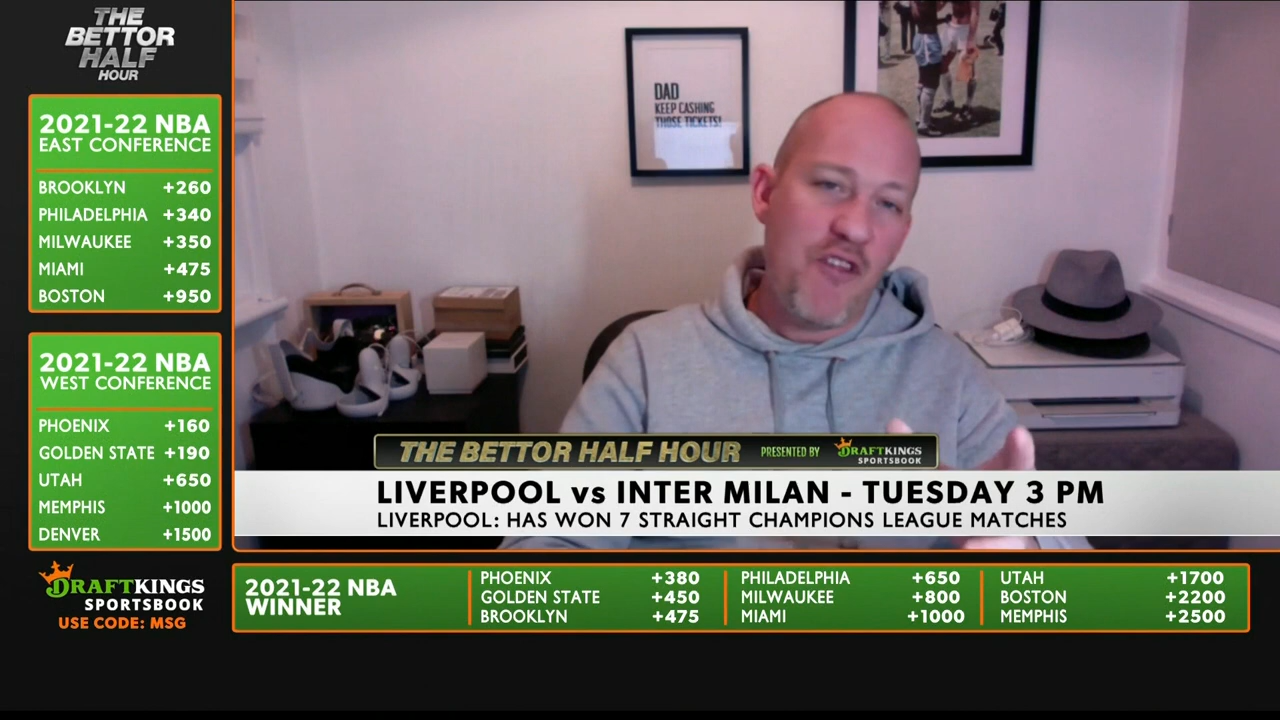 THE
BETTOR
HALF
HOUR
2021-22 NBA
EAST CONFERENCE
BROOKLYN +260
PHILADELPHIA +340
MILWAUKEE +350
MIAMI +475
BOSTON +950
2021-22 NBA
WEST CONFERENCE
PHOENIX +160
GOLDEN STATE +190
UTAH +650
MEMPHIS +1000
DENVER +1500
DRAFTKINGS
SPORTSBOOK
USE CODE: MSG
DAD
KEEP CASHING
THOSE TICKETS!
THE BETTOR HALF HOUR PRESENTED BY DRAFTKINGS
SPORTSBOOK
LIVERPOOL vs INTER MILAN - TUESDAY 3 PM
LIVERPOOL: HAS WON 7 STRAIGHT CHAMPIONS LEAGUE MATCHES
2021-22 NBA
WINNER
PHOENIX +380
GOLDEN STATE +450
BROOKLYN +475
PHILADELPHIA +650
MILWAUKEE +800
MIAMI +1000
UTAH +1700
BOSTON +2200
MEMPHIS +2500